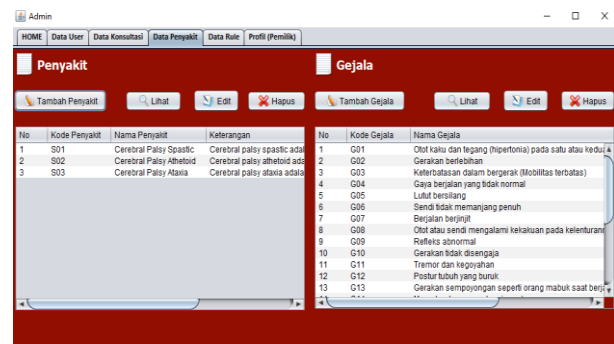 Admin
HOME Data User Data Konsultasi Data Penyakit Data Rule Profil (Pemilik)
Penyakit
Tambah Penyakit Lihat Edit Hapus
No Kode Penyakit Nama Penyakit Keterangan
1 S01 Cerebral Palsy Spastic Cerebral palsy spastic adal
2 S02 Cerebral Palsy Athetoid Cerebral palsy athetoid ada
3 S03 Cerebral Palsy Ataxia Cerebral palsy ataxia adala
Gejala
Tambah Gejala Lihat Edit Hapus
No Kode Gejala Nama Gejala
1 G01 Otot kaku dan tegang (hipertonia) pada satu atau kedua
2 G02 Gerakan berlebihan
3 G03 Keterbatasan dalam bergerak (Mobilitas terbatas)
4 G04 Gaya berjalan yang tidak normal
5 G05 Lutut bersilang
6 G06 Sendi tidak memanjang penuh
7 G07 Berjalan berjinjit
8 G08 Otot atau sendi mengalami kekakuan pada kelenturann
9 G09 Refleks abnormal
10 G10 Gerakan tidak disengaja
11 G11 Tremor dan kegoyahan
12 G12 Postur tubuh yang buruk
13 G13 Gerakan sempoyongan seperti orang mabuk saat berja